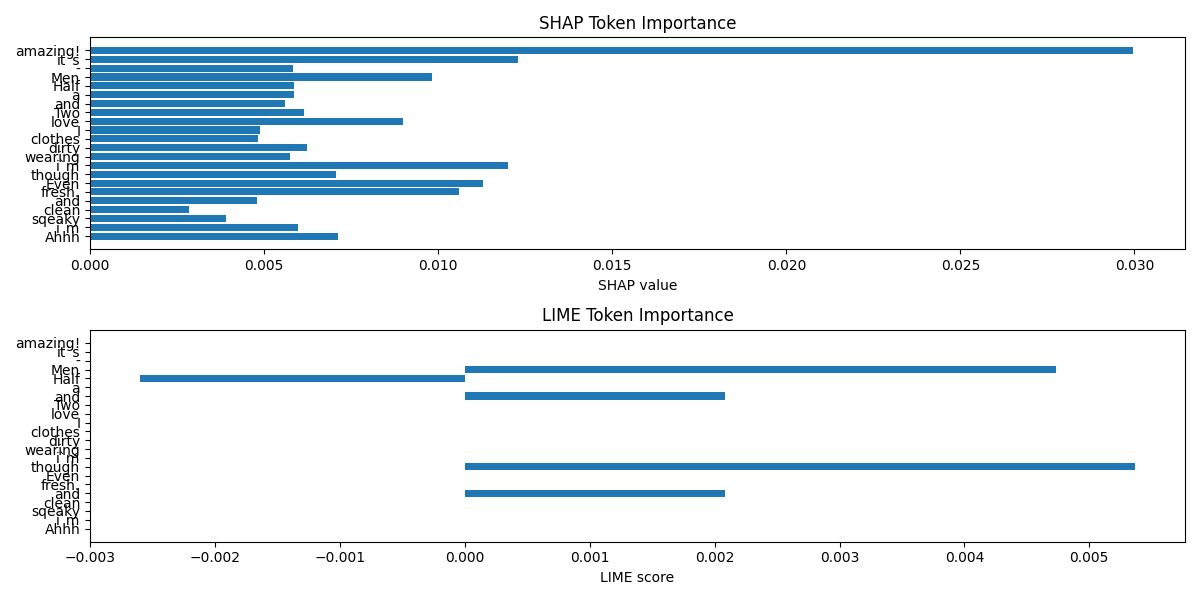 SHAP Token Importance
amazing!
it s
-
Men
Half
a
and
Two
love
I
clothes
dirty
wearing
i m
though
Even
fresh,
and
clean
sqeaky
i m
Ahhh
0.000 0.005 0.010 0.015 0.020 0.025 0.030
SHAP value
LIME Token Importance
amazing!
it s
-
Men
Half
a
and
Two
love
I
clothes
dirty
wearing
i m
though
Even
fresh,
and
clean
sqeaky
i m
Ahhh
−0.003 −0.002 −0.001 0.000 0.001 0.002 0.003 0.004 0.005
LIME score